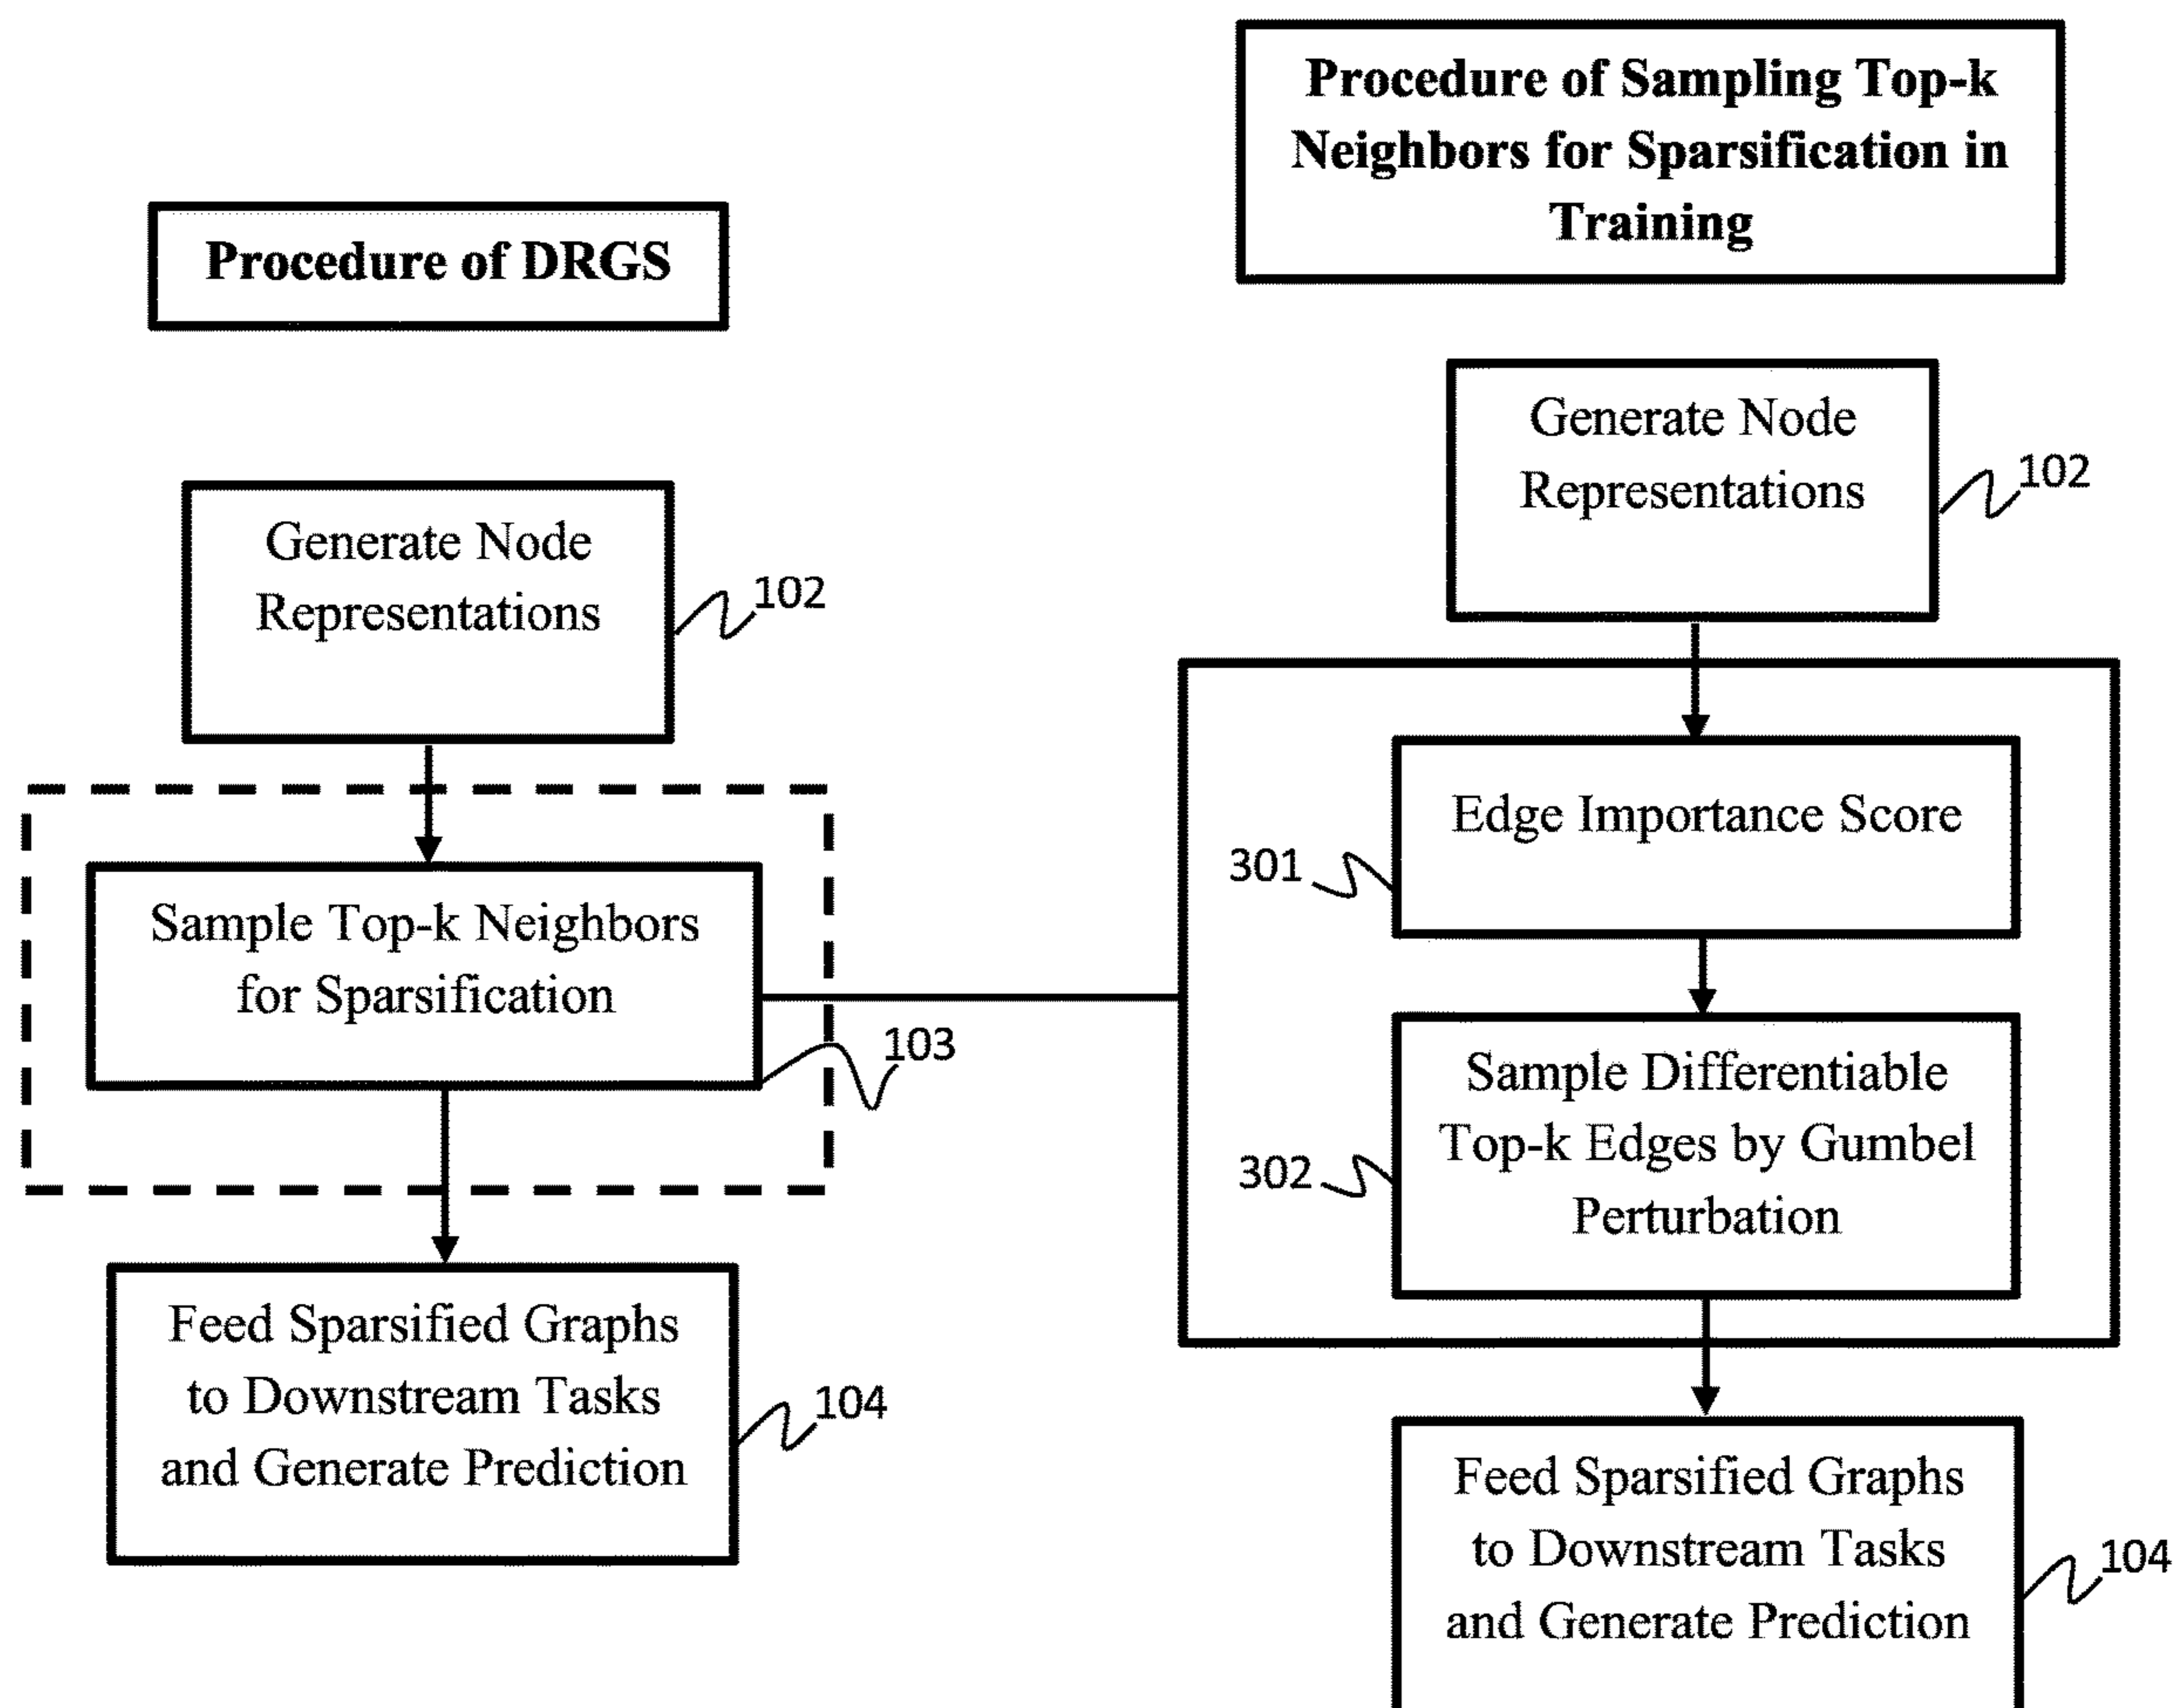 Procedure of DRGS
Generate Node
Representations
102
Sample Top-k Neighbors
for Sparsification
103
Feed Sparsified Graphs
to Downstream Tasks
and Generate Prediction
104
Procedure of Sampling Top-k
Neighbors for Sparsification in
Training
Generate Node
Representations
102
Edge Importance Score
301
Sample Differentiable
Top-k Edges by Gumbel
Perturbation
302
Feed Sparsified Graphs
to Downstream Tasks
and Generate Prediction
104